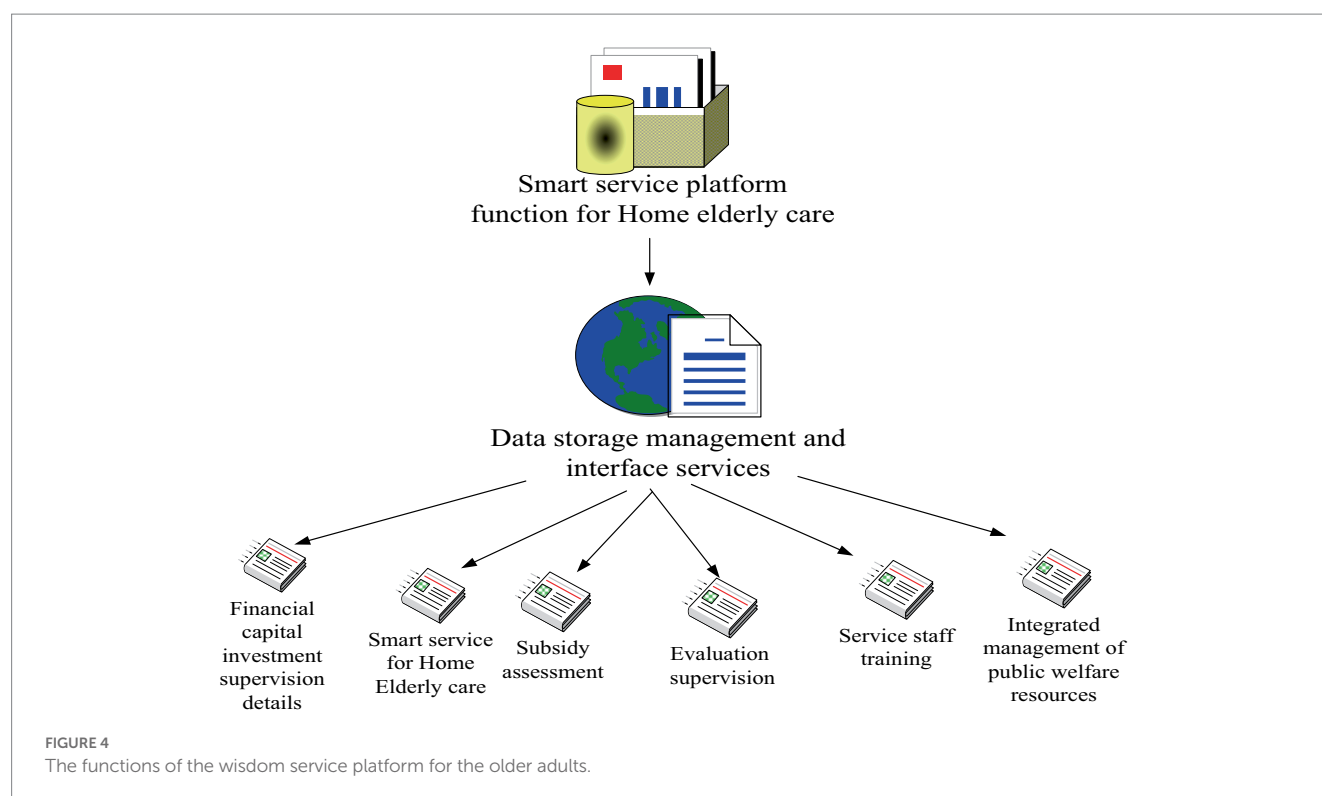 Smart service platform
function for Home elderly care
Data storage management and
interface services
Financial
capital
investment
supervision
details
Smart service
for Home
Elderly care
Subsidy
assessment
Evaluation
supervision
Service staff
training
Integrated
management of
public welfare
resources
FIGURE 4
The functions of the wisdom service platform for the older adults.